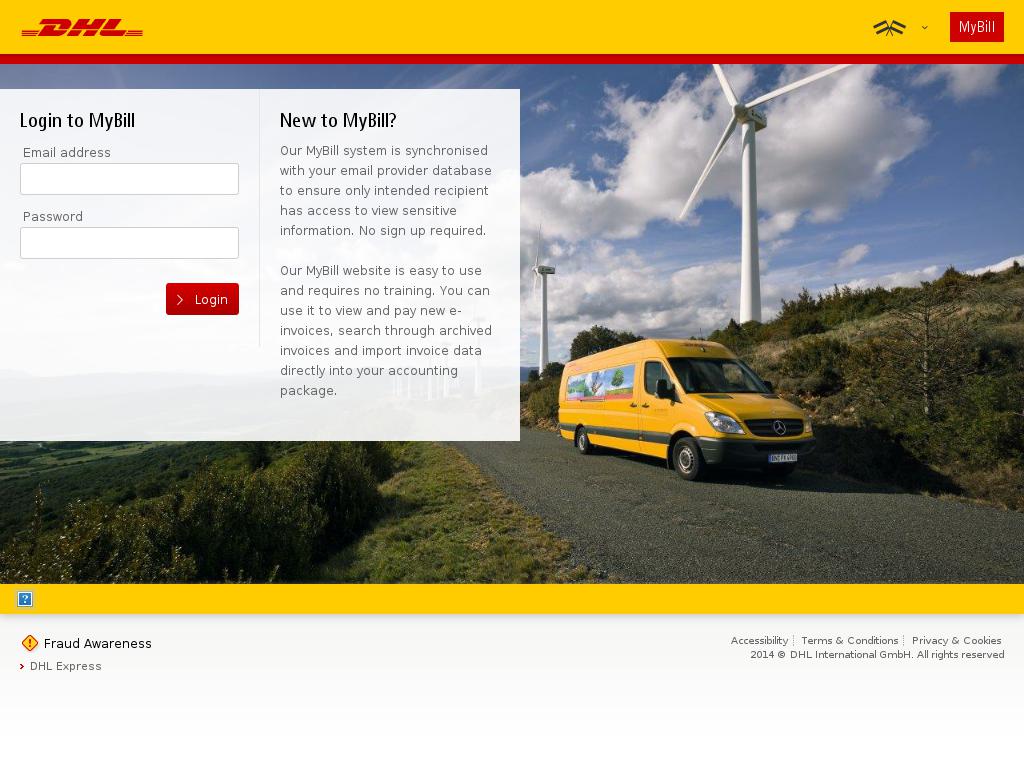 DHL
MyBill
Login to MyBill
Email address
Password
Login
New to MyBill?
Our MyBill system is synchronised
with your email provider database
to ensure only intended recipient
has access to view sensitive
information. No sign up required.
Our MyBill website is easy to use
and requires no training. You can
use it to view and pay new e-
invoices, search through archived
invoices and import invoice data
directly into your accounting
package.
Fraud Awareness
DHL Express
Accessibility
Terms & Conditions
Privacy & Cookies
2014 © DHL International GmbH. All rights reserved